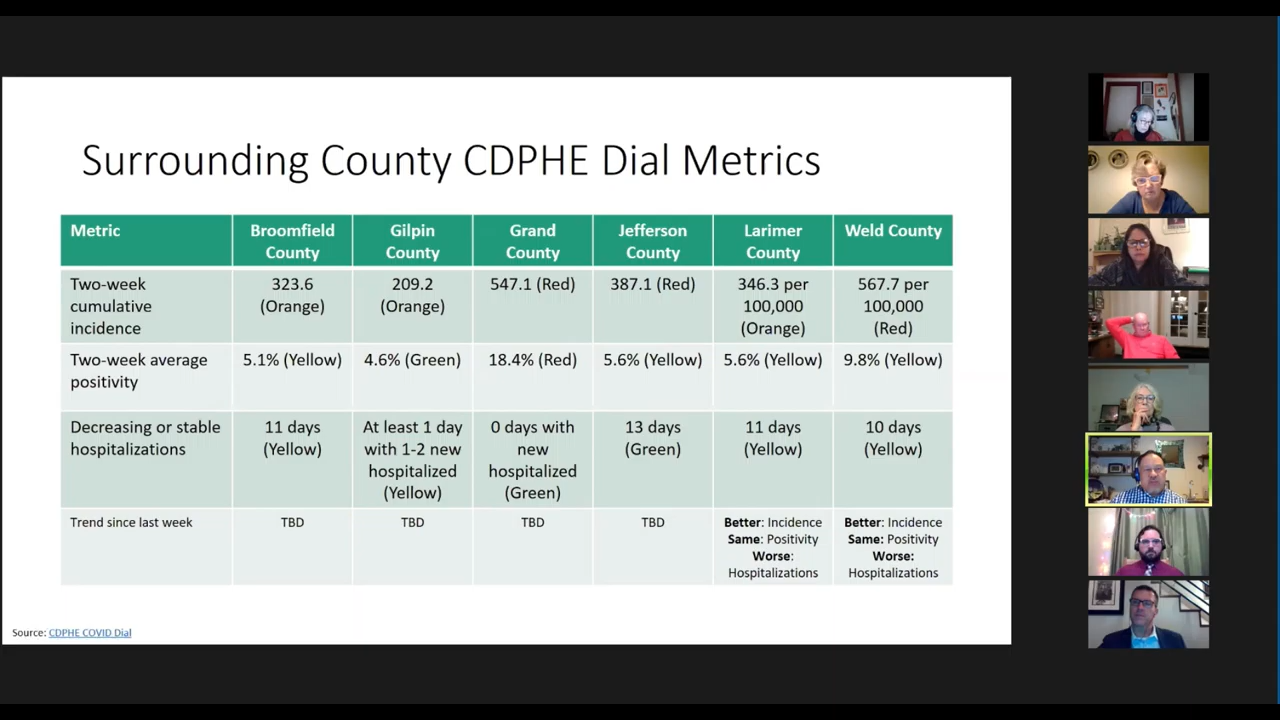 Surrounding County CDPHE Dial Metrics
Metric
Broomfield
County
Gilpin
County
Grand
County
Jefferson
County
Larimer
County
Weld County
Two-week
cumulative
incidence
323.6
(Orange)
209.2
(Orange)
547.1 (Red)
387.1 (Red)
346.3 per
100,000
(Orange)
567.7 per
100,000
(Red)
Two-week average
positivity
5.1% (Yellow)
4.6% (Green)
18.4% (Red)
5.6% (Yellow)
5.6% (Yellow)
9.8% (Yellow)
Decreasing or stable
hospitalizations
11 days
(Yellow)
At least 1 day
with 1-2 new
hospitalized
(Yellow)
0 days with
new
hospitalized
(Green)
13 days
(Green)
11 days
(Yellow)
10 days
(Yellow)
Trend since last week
TBD
TBD
TBD
TBD
Better: Incidence
Same: Positivity
Worse:
Hospitalizations
Better: Incidence
Same: Positivity
Worse:
Hospitalizations
Source: CDPHE COVID Dial